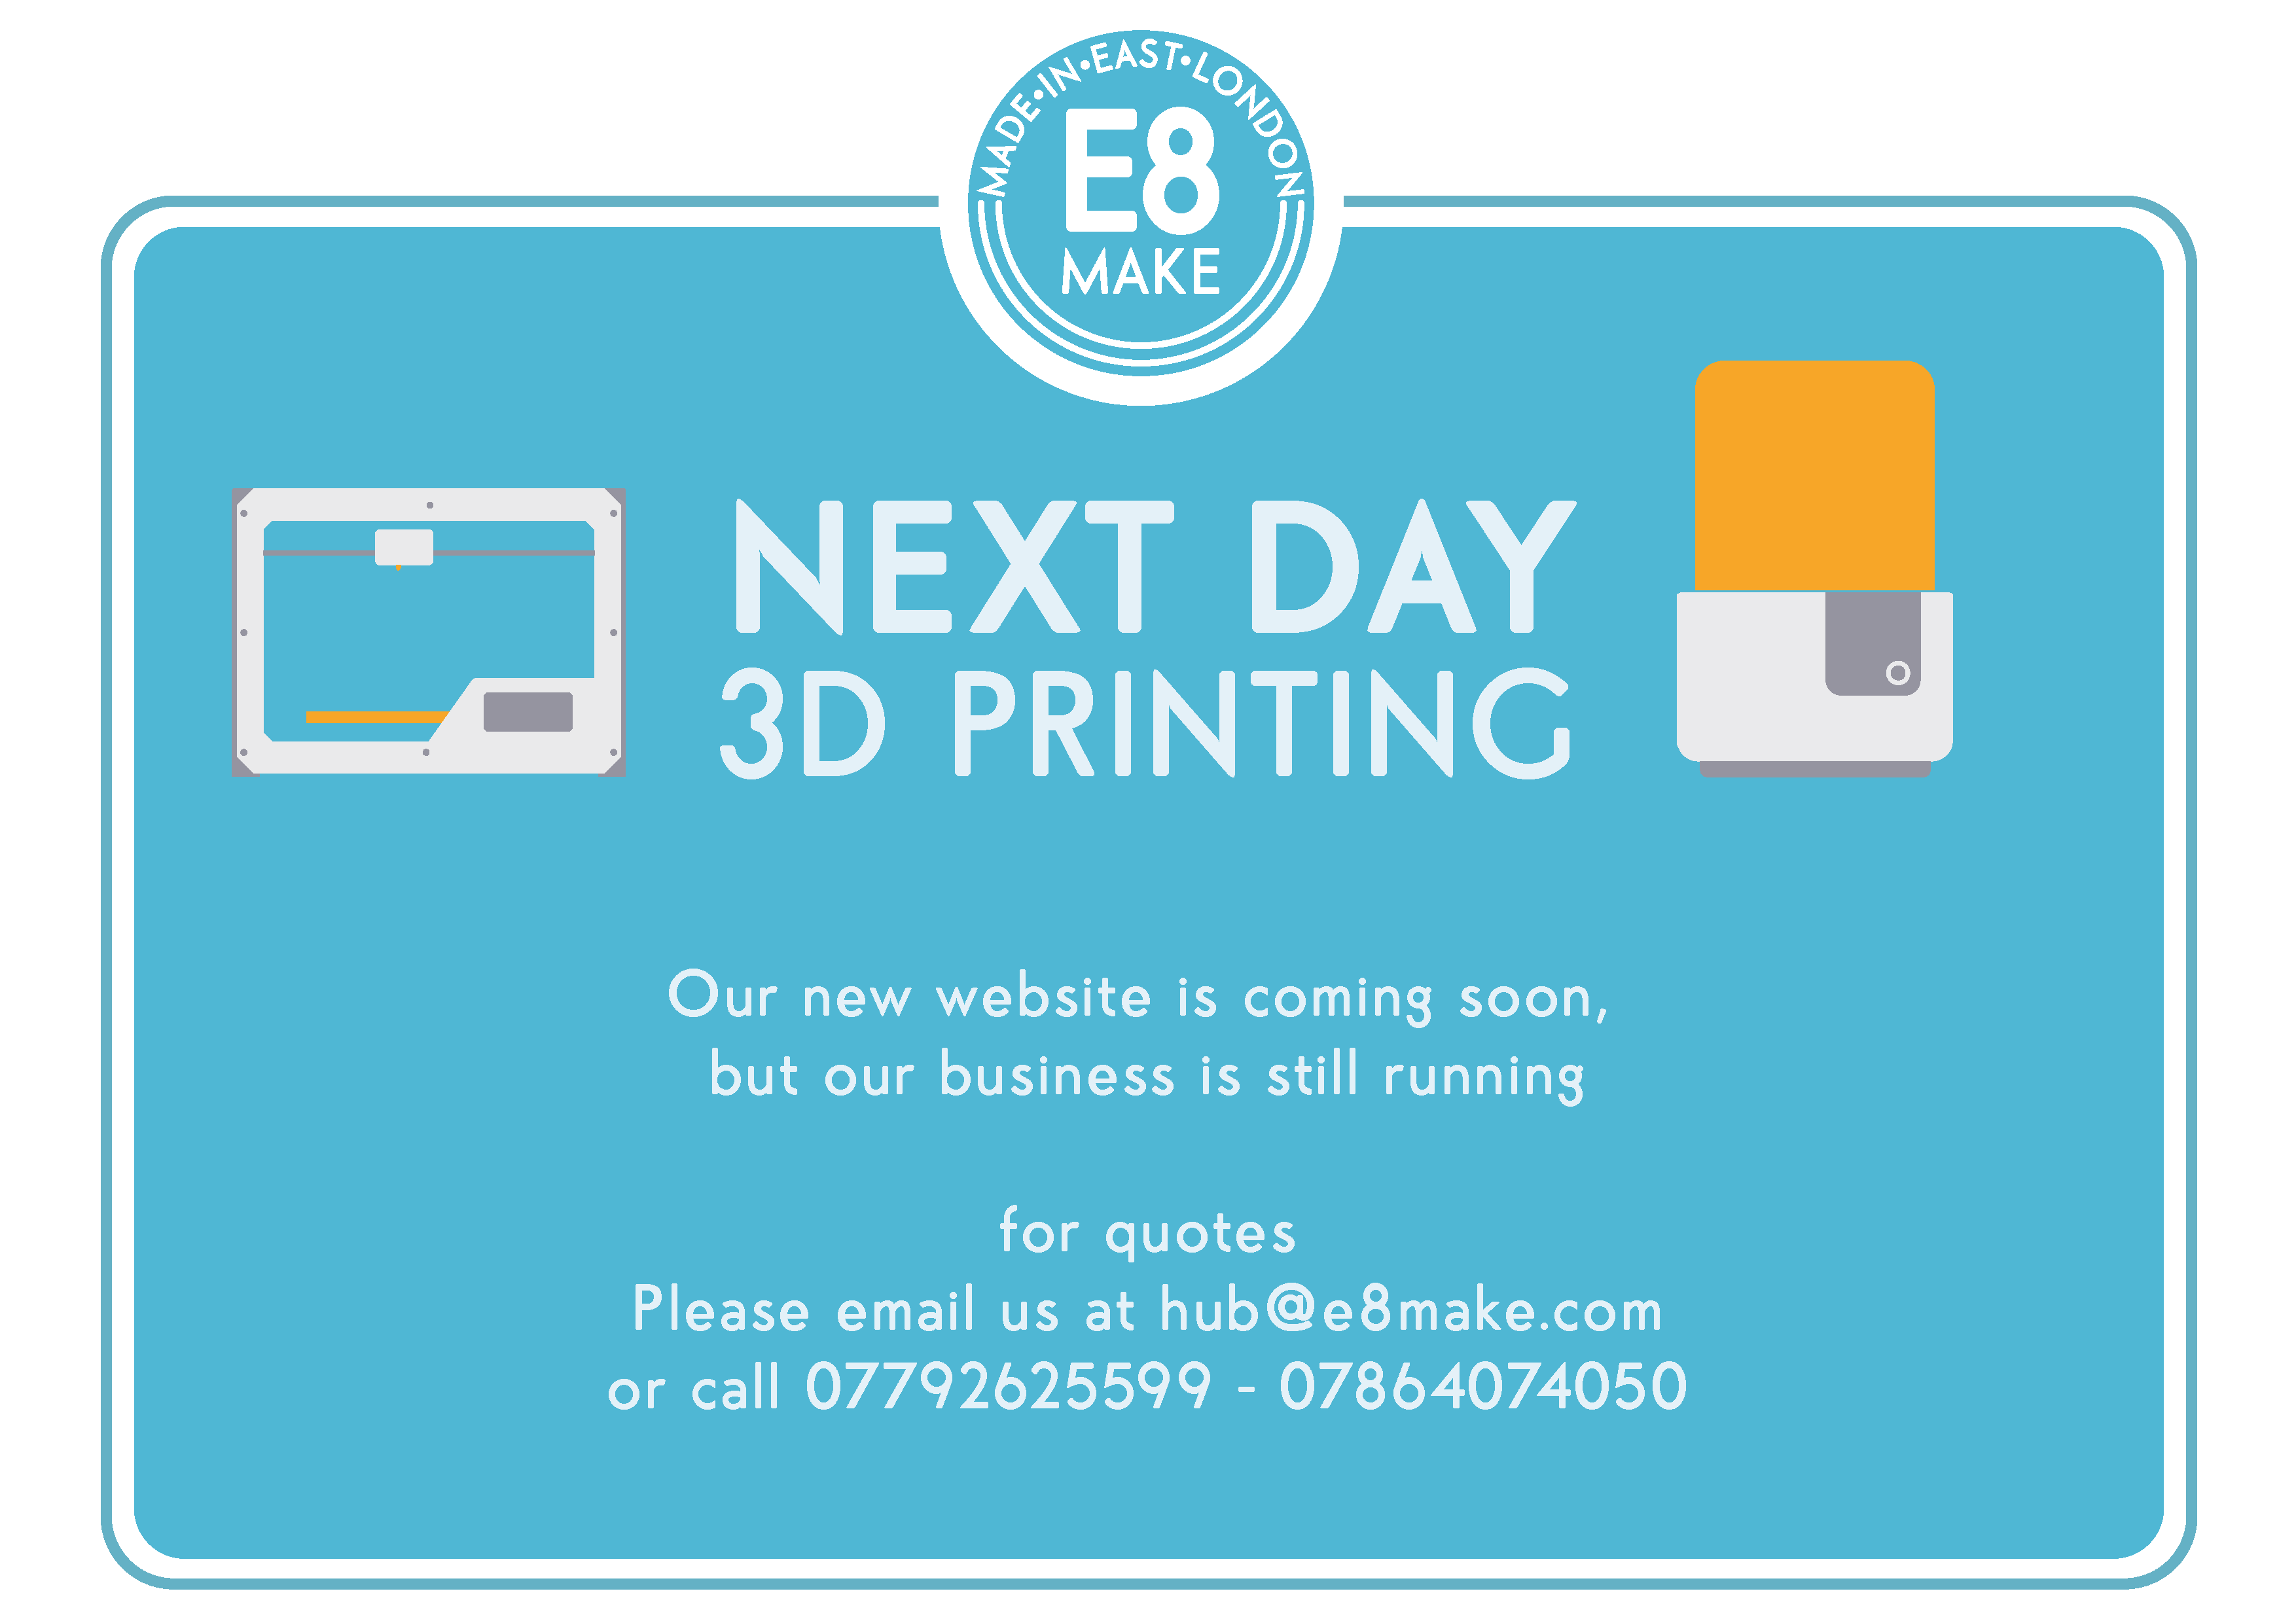 MADE·IN·EAST·LONDON
E8
MAKE
NEXT DAY
3D PRINTING
Our new website is coming soon,
but our business is still running
for quotes
Please email us at hub@e8make.com
or call 07792625599 - 07864074050